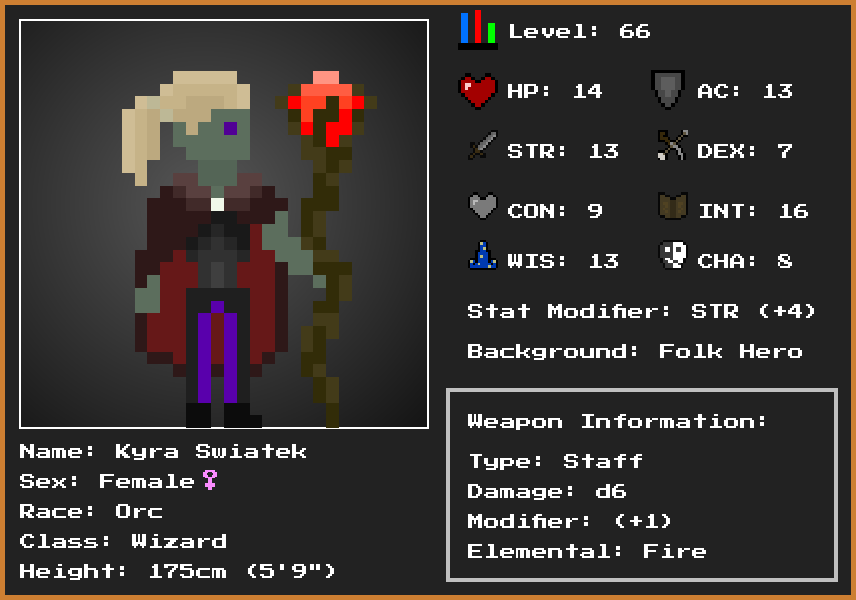 Level: 66
HP: 14
AC: 13
STR: 13
DEX: 7
CON: 9
INT: 16
WIS: 13
CHA: 8
Stat Modifier: STR (+4)
Background: Folk Hero
Weapon Information:
Type: Staff
Damage: d6
Modifier: (+1)
Elemental: Fire
Name: Kyra Swiatek
Sex: Female♀
Race: Orc
Class: Wizard
Height: 175cm (5'9")